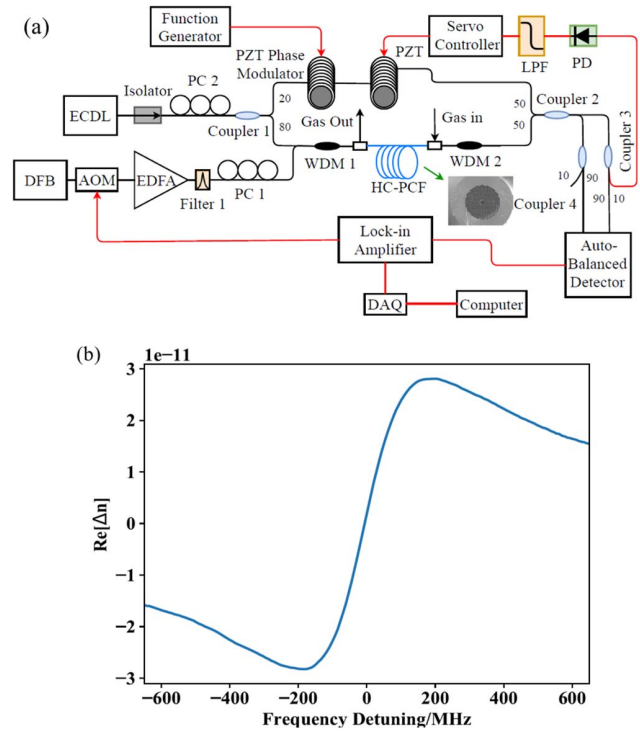 (a)
Function
Generator
PZT Phase
Modulator
PZT
Servo
Controller
LPF
PD
PC 2
Isolator
ECDL
20
80
Coupler 1
Gas Out
Gas in
50
50
Coupler 2
Coupler 3
WDM 1
HC-PCF
WDM 2
DFB
AOM
EDFA
Filter 1
PC 1
Coupler 4
10
90
90
10
Lock-in
Amplifier
Auto-
Balanced
Detector
DAQ
Computer
(b)
1e−11
3
2
1
0
−1
−2
−3
Re[Δn]
−600
−400
−200
0
200
400
600
Frequency Detuning/MHz